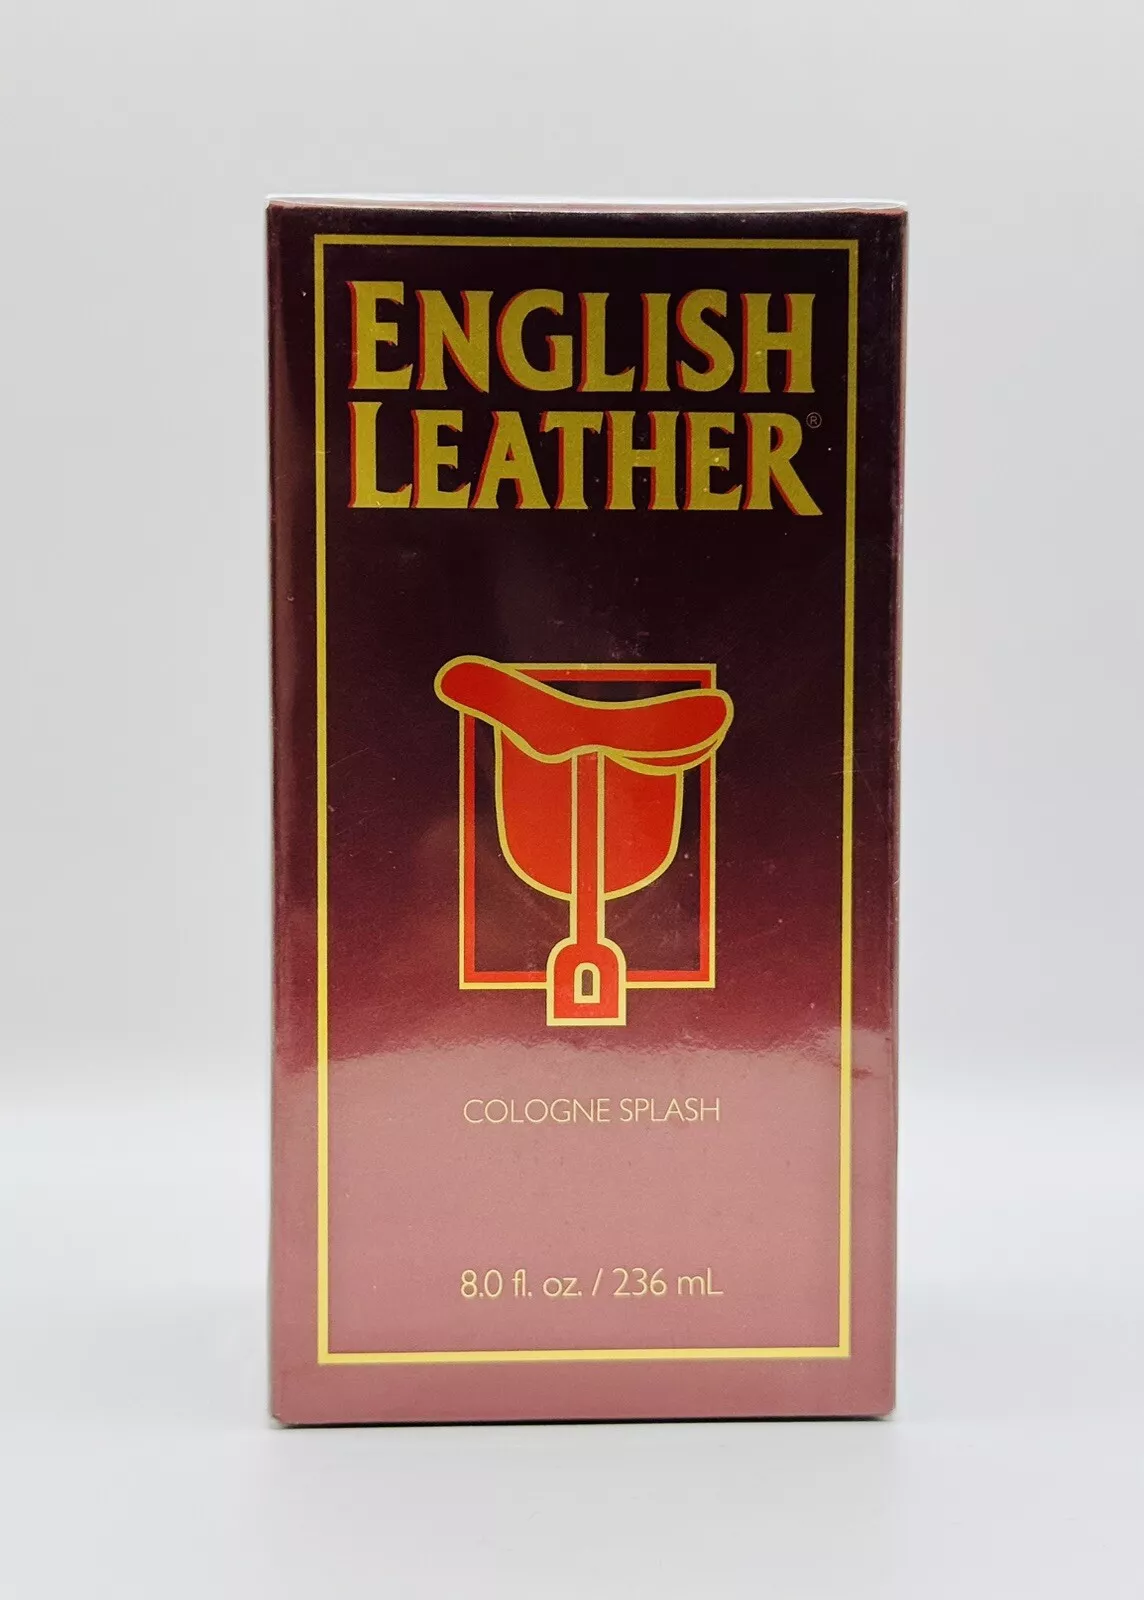 ENGLISH
LEATHER®
COLOGNE SPLASH
8.0 fl. oz. / 236 mL